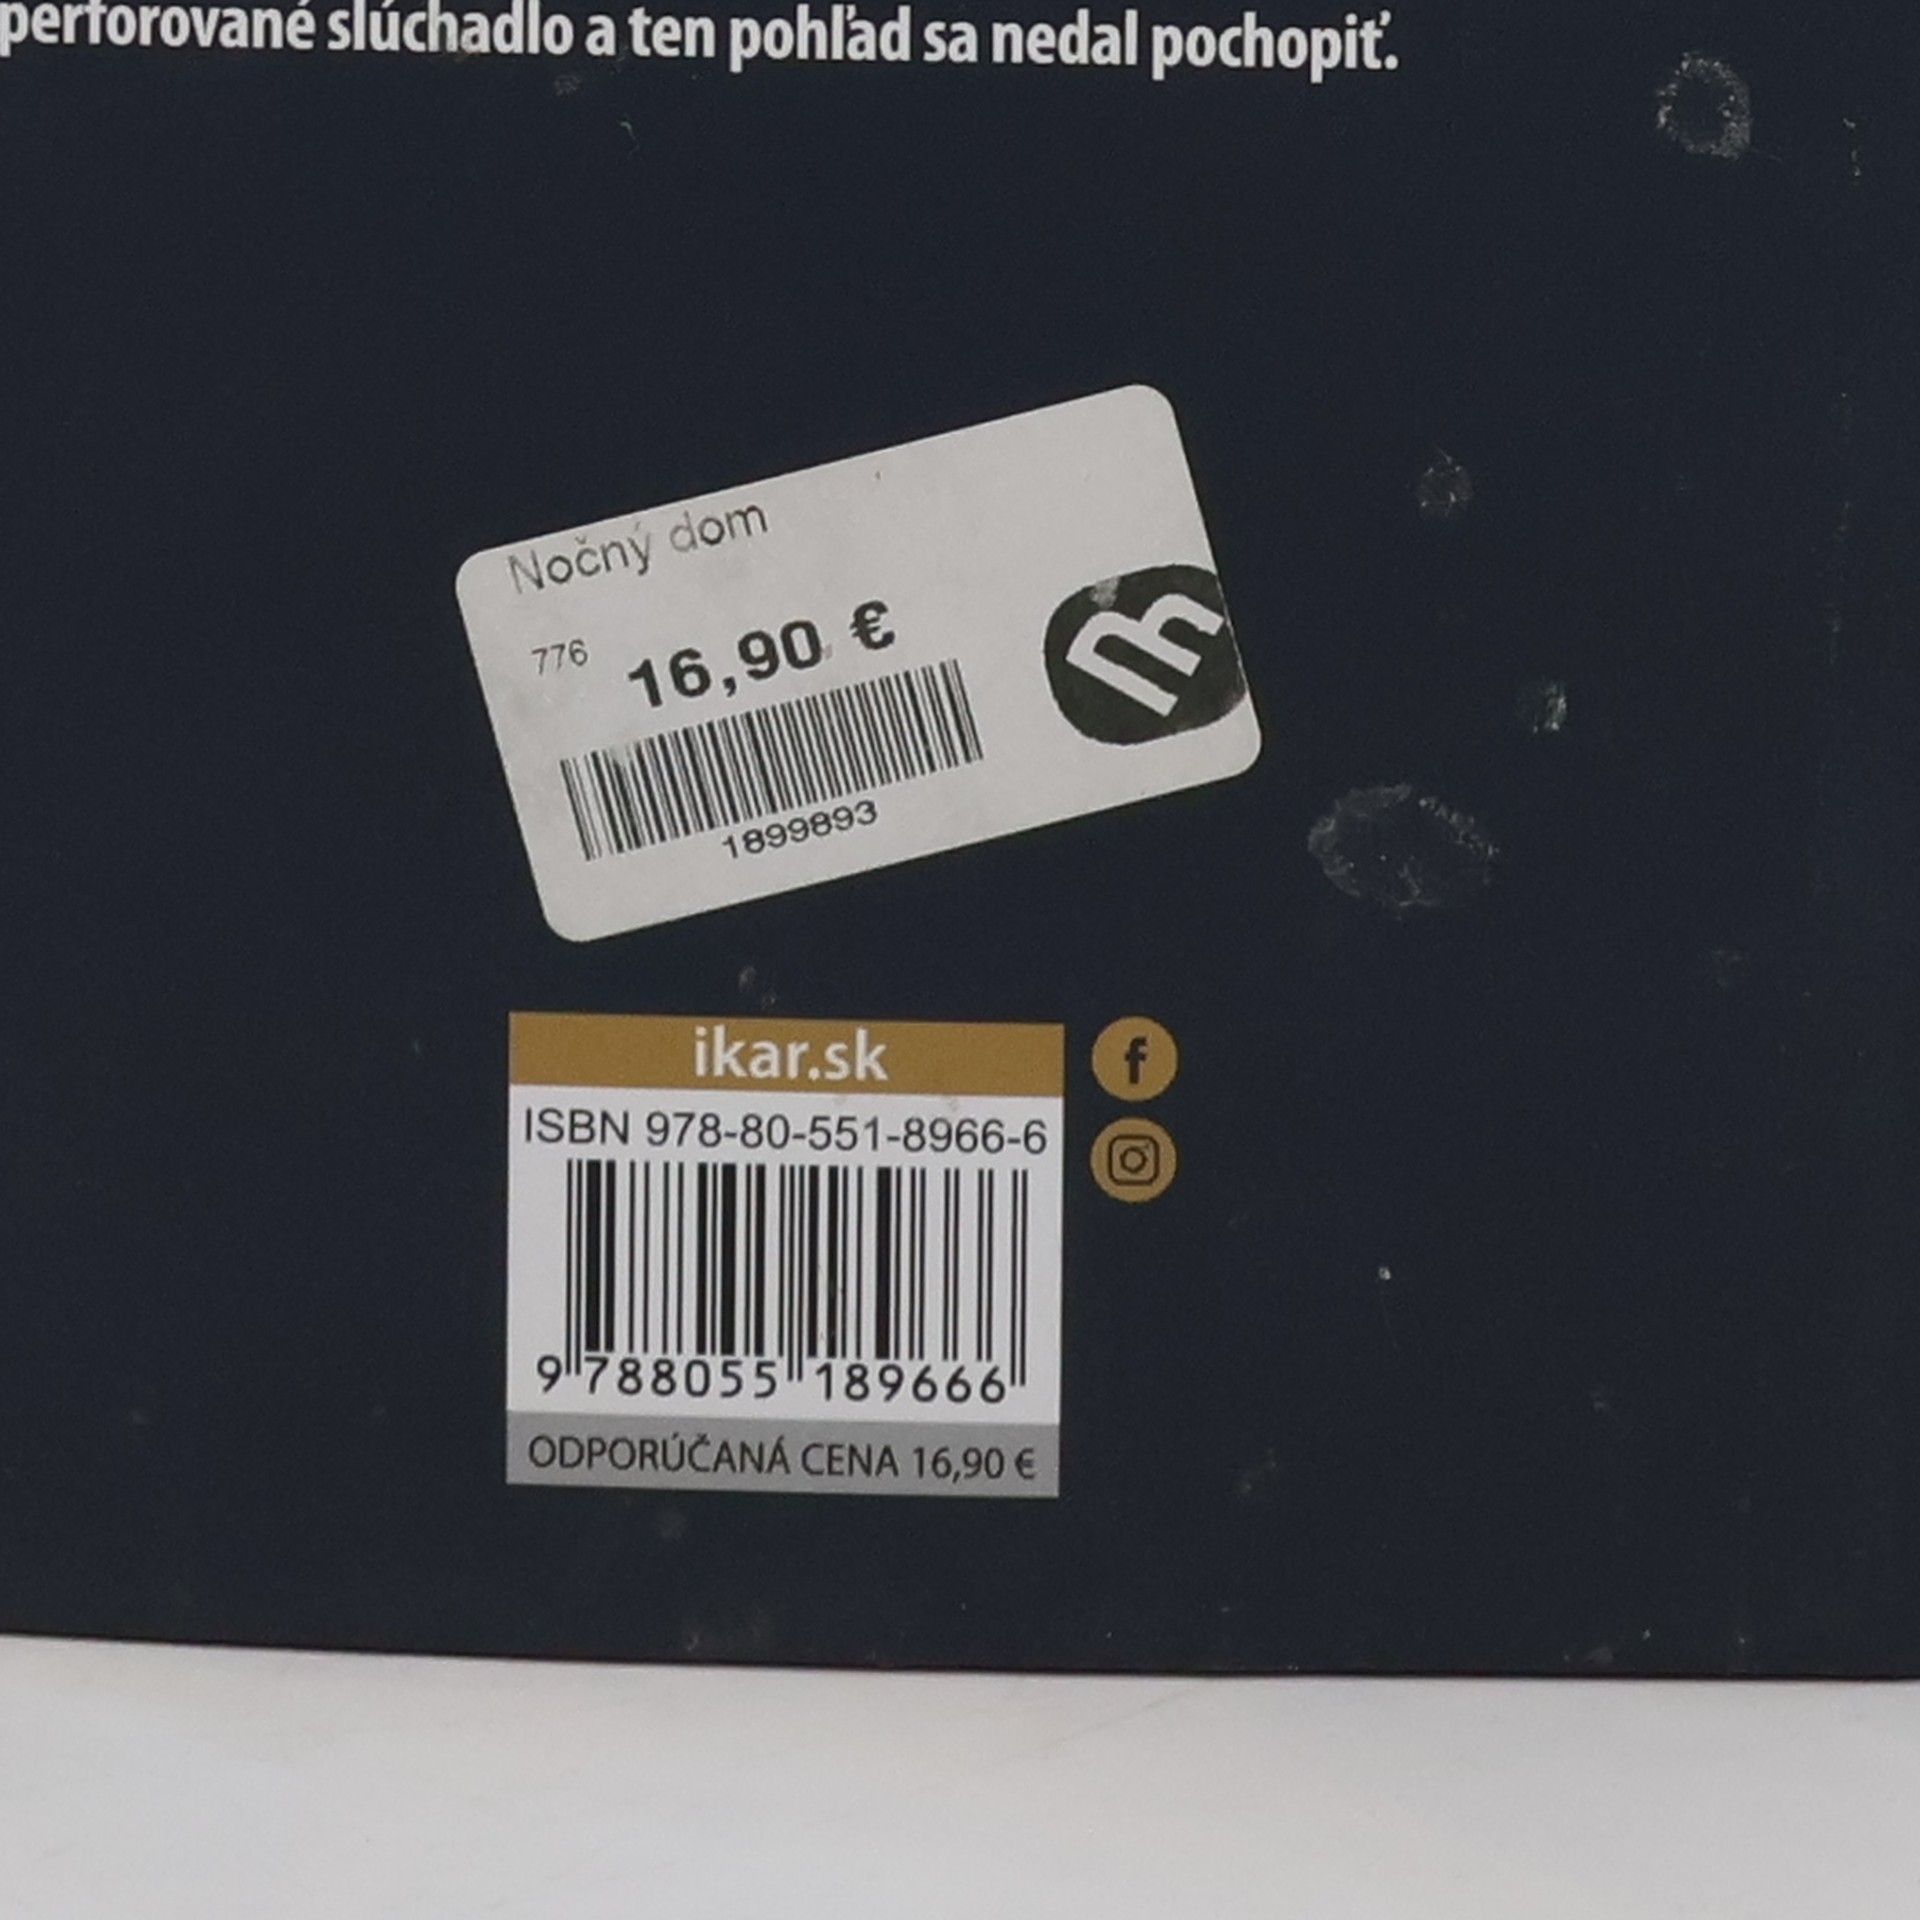 perforované slúchadlo a ten pohľad sa nedal pochopiť.
Nočný dom
776 16,90 €
1899893
ikar.sk
ISBN 978-80-551-8966-6
9 788055 189666
ODPORÚČANÁ CENA 16,90 €